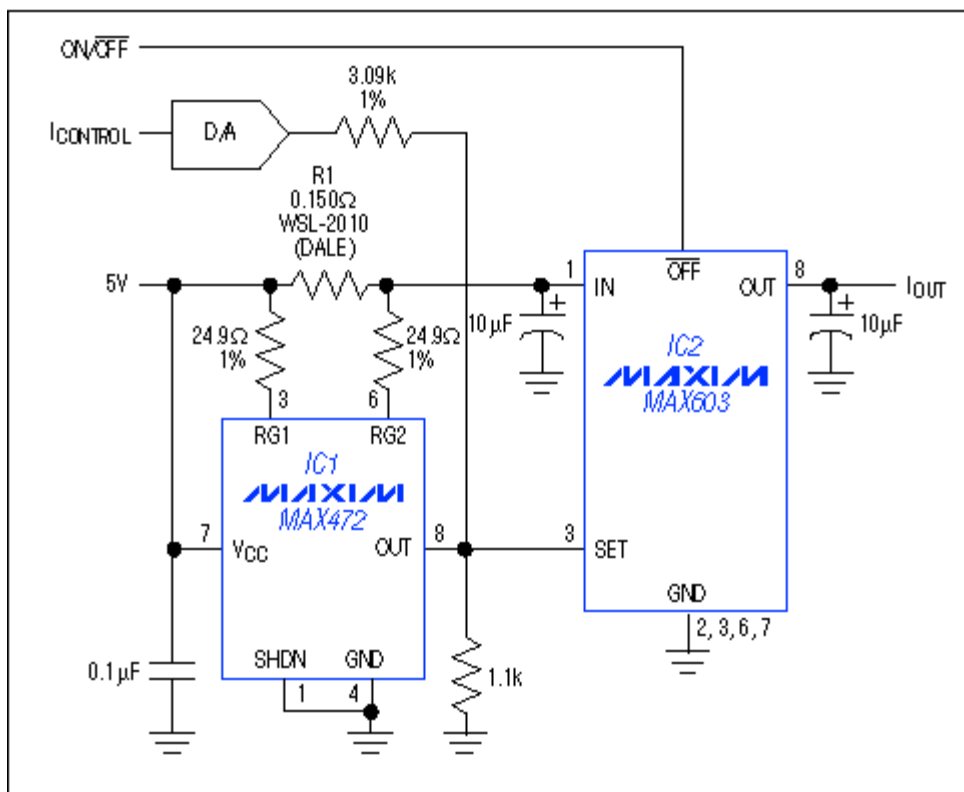 ON/OFF
3.09k
1%
ICONTROL
D/A
R1
0.150Ω
WSL-2010
(DALE)
5V
1
OFF
8
IN
OUT
IOUT
24.9Ω
1%
24.9Ω
1%
10µF
+
10µF
+
IC2
MAXIM
MAX603
3
6
RG1
RG2
IC1
MAXIM
MAX472
7
8
3
VCC
OUT
SET
GND
2, 3, 6, 7
0.1µF
SHDN
GND
1.1k
1
4